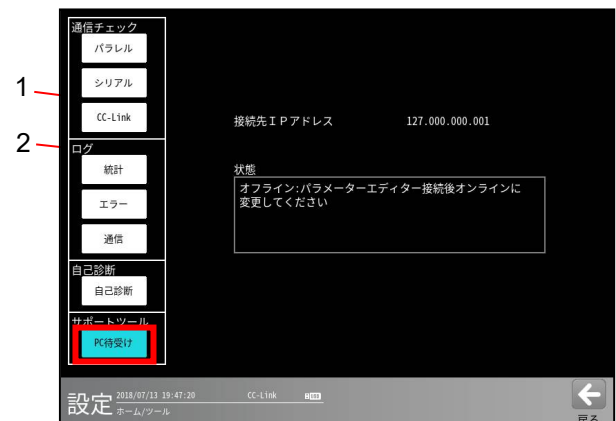 通信チェック
パラレル
1
シリアル
CC-Link
接続先ＩＰアドレス 127.000.000.001
2
ログ
統計
状態
オフライン:パラメーターエディター接続後オンラインに
変更してください
エラー
通信
自己診断
自己診断
サポートツール
PC待受け
設定
2018/07/13 19:47:20 CC-Link
ホーム/ツール
戻る